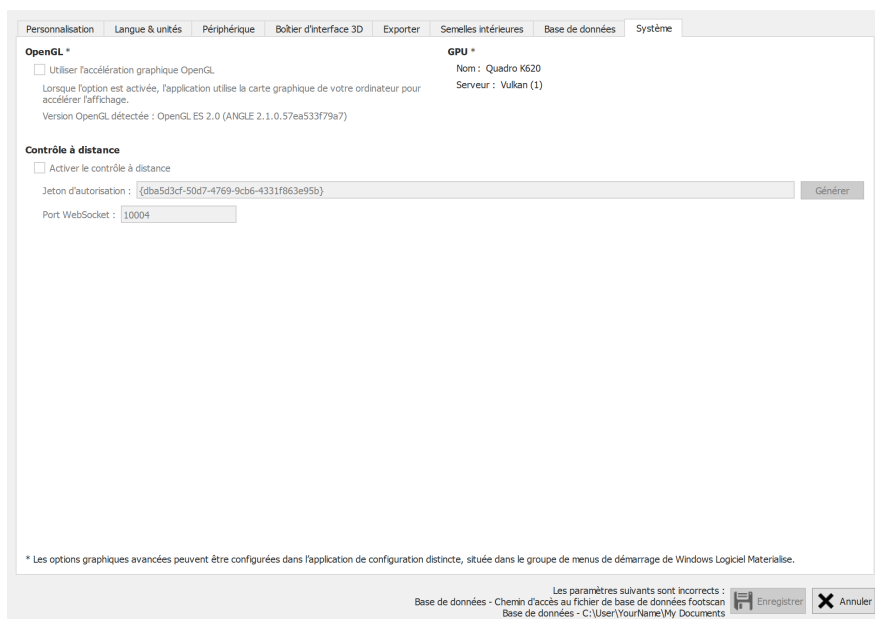 Personnalisation Langue & unités Périphérique Boîtier d'interface 3D Exporter Semelles intérieures Base de données Système
OpenGL *
Utiliser l'accélération graphique OpenGL
Lorsque l'option est activée, l'application utilise la carte graphique de votre ordinateur pour
accélérer l'affichage.
Version OpenGL détectée : OpenGL ES 2.0 (ANGLE 2.1.0.57ea533f79a7)
GPU *
Nom : Quadro K620
Serveur : Vulkan (1)
Contrôle à distance
Activer le contrôle à distance
Jeton d'autorisation : {dba5d3cf-50d7-4769-9cb6-4331f863e95b} Générer
Port WebSocket : 10004
* Les options graphiques avancées peuvent être configurées dans l'application de configuration distincte, située dans le groupe de menus de démarrage de Windows Logiciel Materialise.
Les paramètres suivants sont incorrects :
Base de données - Chemin d'accès au fichier de base de données footscan
Base de données - C:\User\YourName\My Documents
Enregistrer Annuler